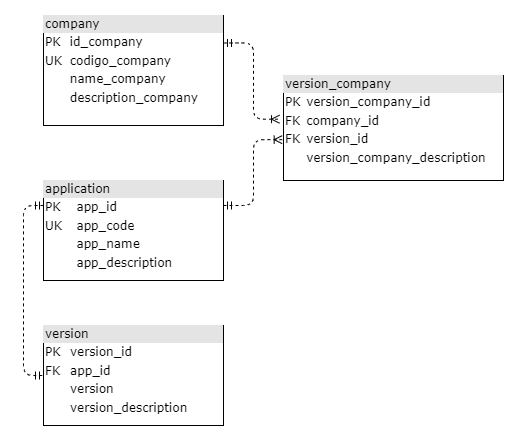 company
PK id_company
UK codigo_company
name_company
description_company
version_company
PK version_company_id
FK company_id
FK version_id
version_company_description
application
PK app_id
UK app_code
app_name
app_description
version
PK version_id
FK app_id
version
version_description